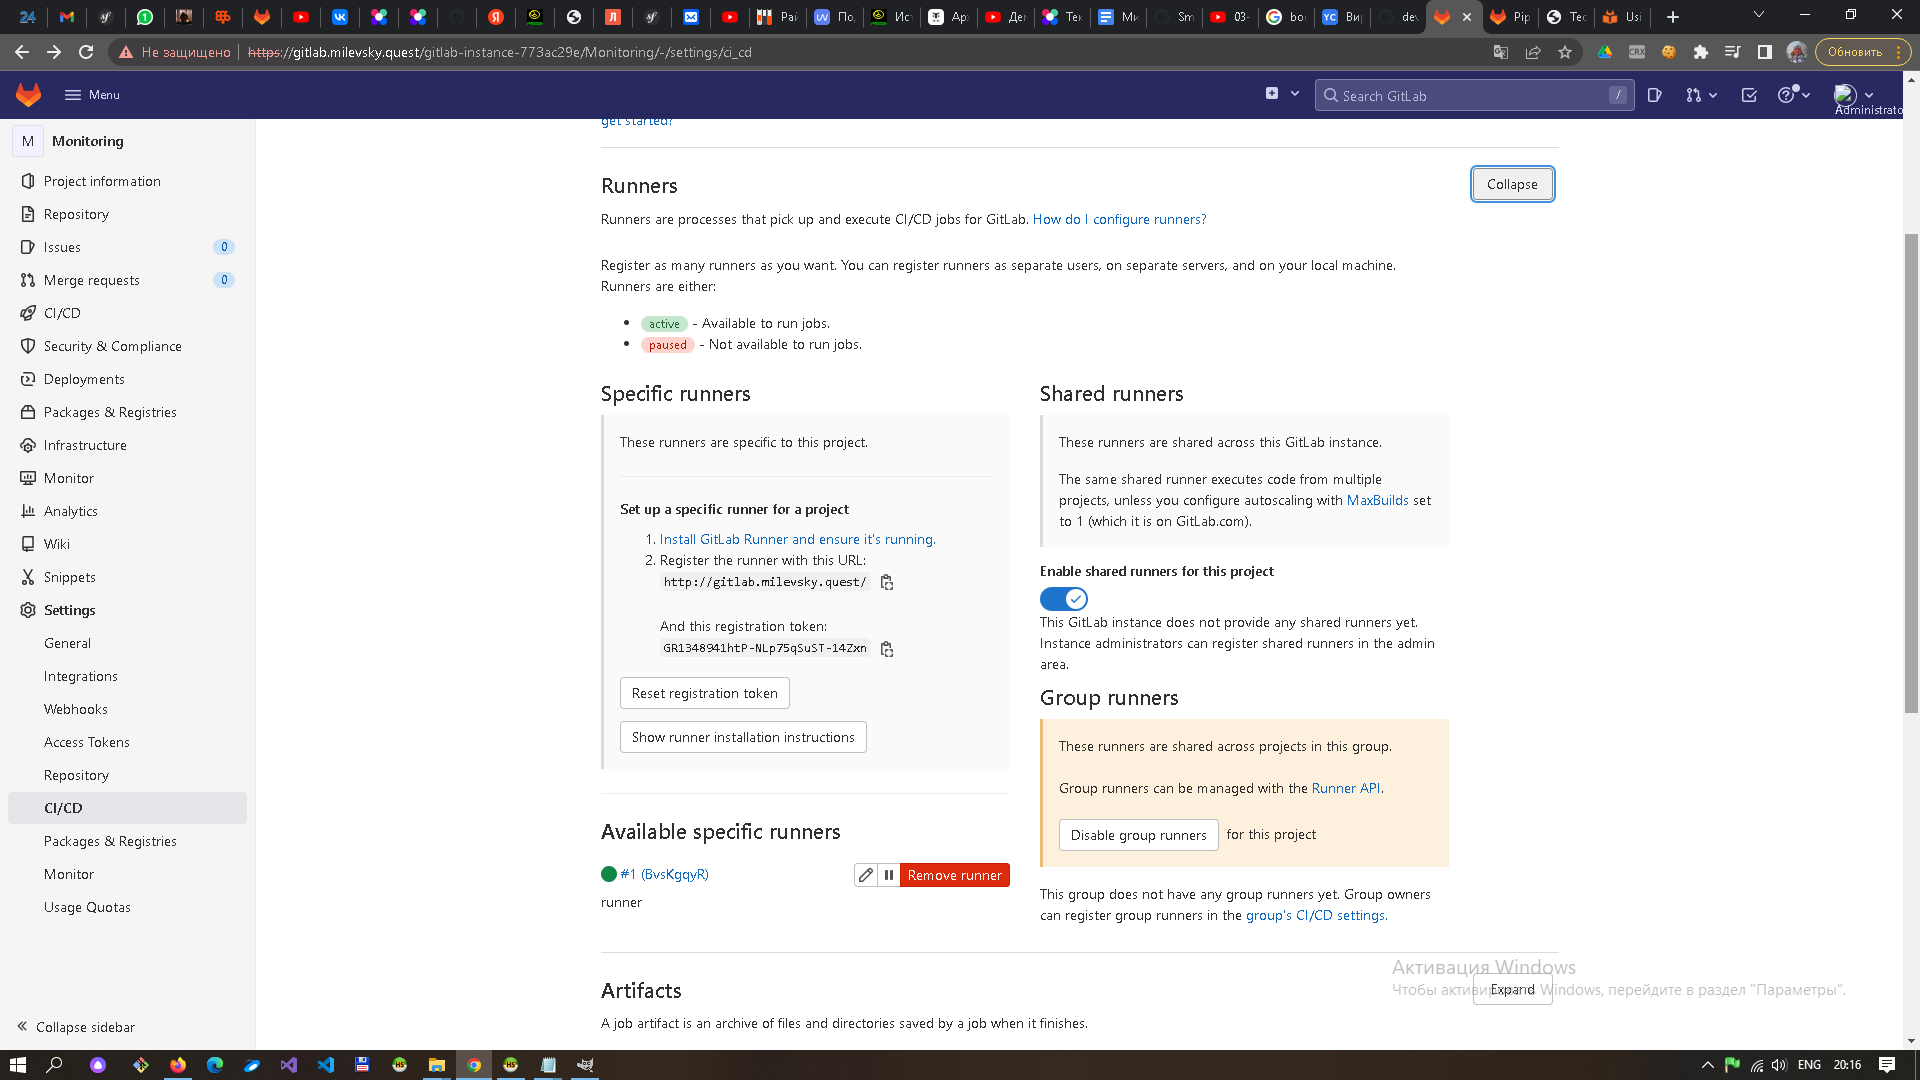 24
Рай
По
Ис
Ар
Де
Тек
Ми
Sm
03-
bo
Ви
dev
Pip
Тес
Usi
Не защищено
https://gitlab.milevsky.quest/gitlab-instance-773ac29e/Monitoring/-/settings/ci_cd
CRX
Обновить
Menu
Search GitLab
/
Administrato
M
Monitoring
Project information
Repository
Issues
0
Merge requests
0
CI/CD
Security & Compliance
Deployments
Packages & Registries
Infrastructure
Monitor
Analytics
Wiki
Snippets
Settings
General
Integrations
Webhooks
Access Tokens
Repository
CI/CD
Packages & Registries
Monitor
Usage Quotas
Collapse sidebar
get started?
Runners
Collapse
Runners are processes that pick up and execute CI/CD jobs for GitLab. How do I configure runners?
Register as many runners as you want. You can register runners as separate users, on separate servers, and on your local machine.
Runners are either:
active - Available to run jobs.
paused - Not available to run jobs.
Specific runners
These runners are specific to this project.
Set up a specific runner for a project
1. Install GitLab Runner and ensure it's running.
2. Register the runner with this URL:
http://gitlab.milevsky.quest/
And this registration token:
GR1348941htP-NLp75qSuST-14Zxn
Reset registration token
Show runner installation instructions
Available specific runners
#1 (BvsKgqyR)
Remove runner
runner
Shared runners
These runners are shared across this GitLab instance.
The same shared runner executes code from multiple
projects, unless you configure autoscaling with MaxBuilds set
to 1 (which it is on GitLab.com).
Enable shared runners for this project
This GitLab instance does not provide any shared runners yet.
Instance administrators can register shared runners in the admin
area.
Group runners
These runners are shared across projects in this group.
Group runners can be managed with the Runner API.
Disable group runners for this project
This group does not have any group runners yet. Group owners
can register group runners in the group's CI/CD settings.
Artifacts
Expand
A job artifact is an archive of files and directories saved by a job when it finishes.
Активация Windows
Чтобы активировать Windows, перейдите в раздел "Параметры".
ENG
20:16